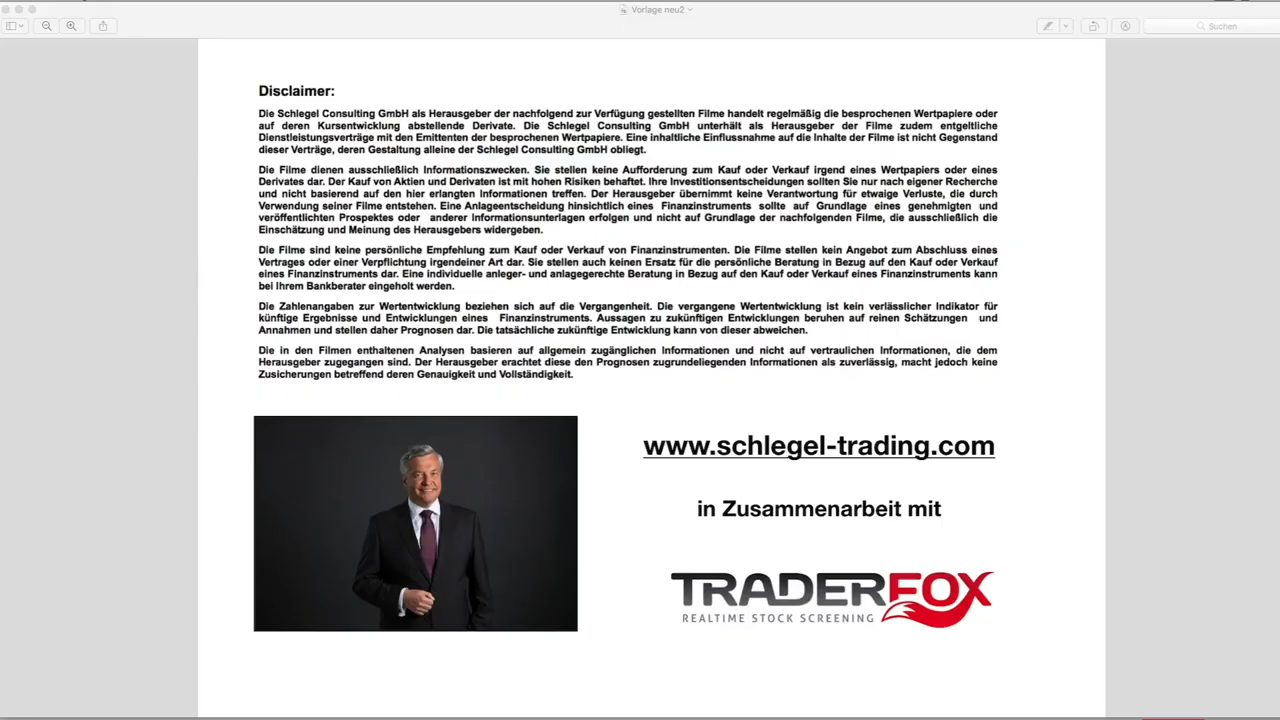 Vorlage neu2
Suchen
Disclaimer:
Die Schlegel Consulting GmbH als Herausgeber der nachfolgend zur Verfügung gestellten Filme handelt regelmäßig die besprochenen Wertpapiere oder
auf deren Kursentwicklung abstellende Derivate. Die Schlegel Consulting GmbH unterhält als Herausgeber der Filme zudem entgeltliche
Dienstleistungsverträge mit den Emittenten der besprochenen Wertpapiere. Eine inhaltliche Einflussnahme auf die Inhalte der Filme ist nicht Gegenstand
dieser Verträge, deren Gestaltung alleine der Schlegel Consulting GmbH obliegt.
Die Filme dienen ausschließlich Informationszwecken. Sie stellen keine Aufforderung zum Kauf oder Verkauf irgend eines Wertpapiers oder eines
Derivates dar. Der Kauf von Aktien und Derivaten ist mit hohen Risiken behaftet. Ihre Investitionsentscheidungen sollten Sie nur nach eigener Recherche
und nicht basierend auf den hier erlangten Informationen treffen. Der Herausgeber übernimmt keine Verantwortung für etwaige Verluste, die durch
Verwendung seiner Filme entstehen. Eine Anlageentscheidung hinsichtlich eines Finanzinstruments sollte auf Grundlage eines genehmigten und
veröffentlichten Prospektes oder anderer Informationsunterlagen erfolgen und nicht auf Grundlage der nachfolgenden Filme, die ausschließlich die
Einschätzung und Meinung des Herausgebers widergeben.
Die Filme sind keine persönliche Empfehlung zum Kauf oder Verkauf von Finanzinstrumenten. Die Filme stellen kein Angebot zum Abschluss eines
Vertrages oder einer Verpflichtung irgendeiner Art dar. Sie stellen auch keinen Ersatz für die persönliche Beratung in Bezug auf den Kauf oder Verkauf
eines Finanzinstruments dar. Eine individuelle anleger- und anlagegerechte Beratung in Bezug auf den Kauf oder Verkauf eines Finanzinstruments kann
bei Ihrem Bankberater eingeholt werden.
Die Zahlenangaben zur Wertentwicklung beziehen sich auf die Vergangenheit. Die vergangene Wertentwicklung ist kein verlässlicher Indikator für
künftige Ergebnisse und Entwicklungen eines Finanzinstruments. Aussagen zu zukünftigen Entwicklungen beruhen auf reinen Schätzungen und
Annahmen und stellen daher Prognosen dar. Die tatsächliche zukünftige Entwicklung kann von dieser abweichen.
Die in den Filmen enthaltenen Analysen basieren auf allgemein zugänglichen Informationen und nicht auf vertraulichen Informationen, die dem
Herausgeber zugegangen sind. Der Herausgeber erachtet diese den Prognosen zugrundeliegenden Informationen als zuverlässig, macht jedoch keine
Zusicherungen betreffend deren Genauigkeit und Vollständigkeit.
www.schlegel-trading.com
in Zusammenarbeit mit
TRADERFOX
REALTIME STOCK SCREENING